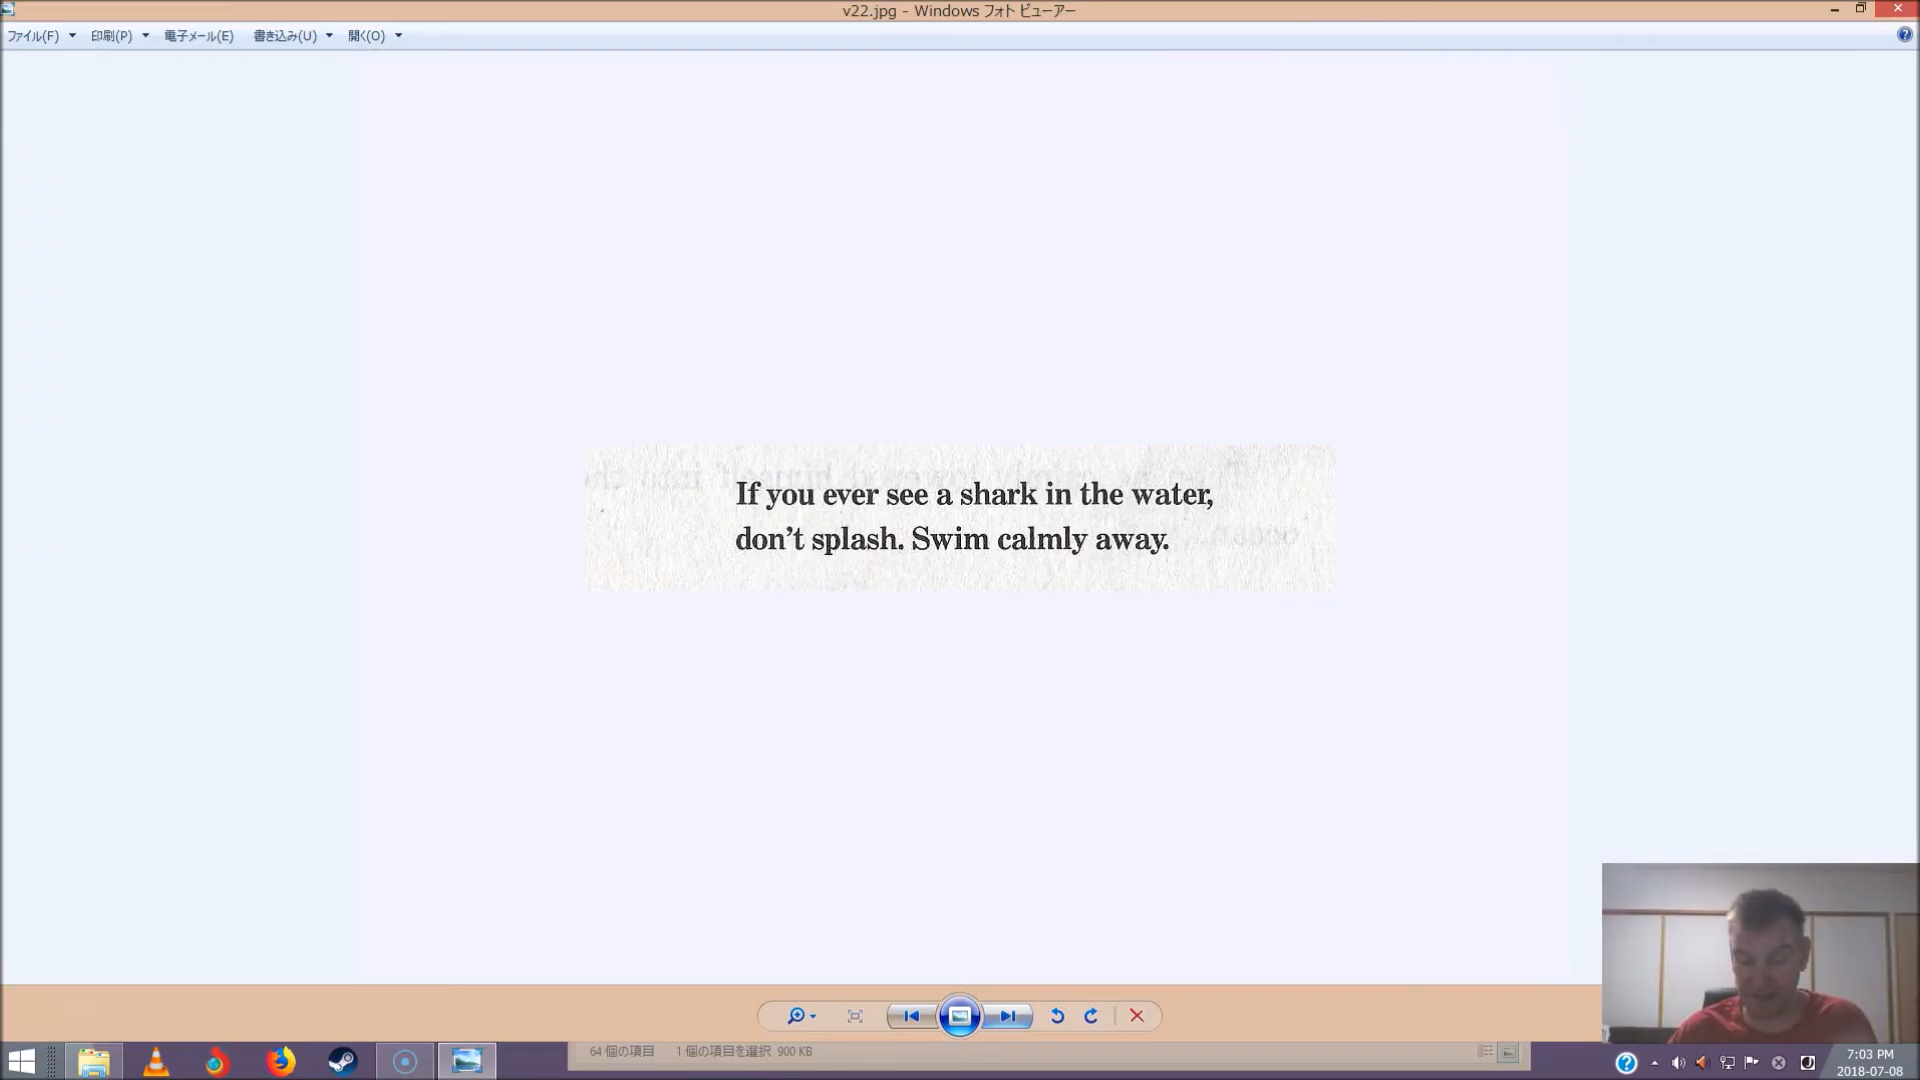 v22.jpg - Windows フォト ビューアー
ファイル(F) 印刷(P) 電子メール(E) 書き込み(U) 開く(O)
If you ever see a shark in the water,
don't splash. Swim calmly away.
64 個の項目 1 個の項目を選択 900 KB
7:03 PM
2018-07-08